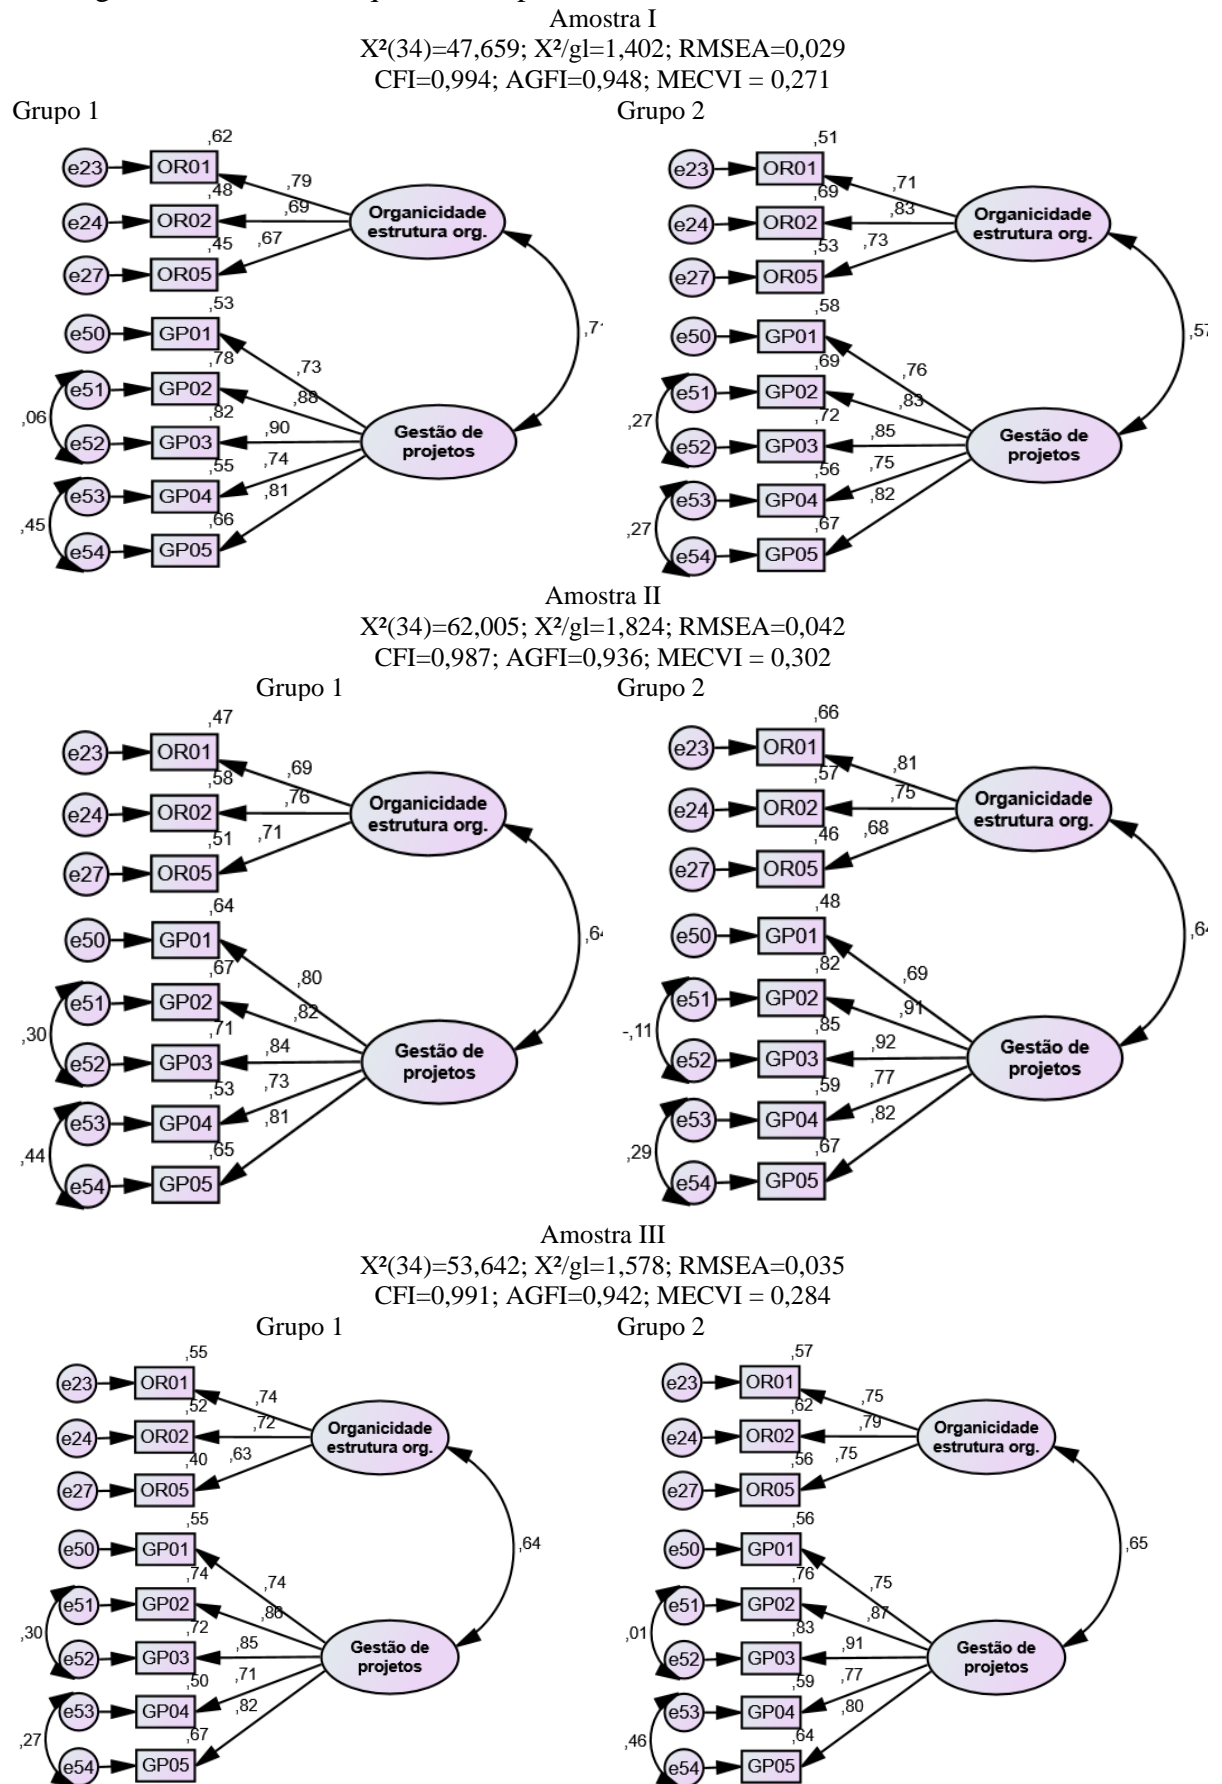 Amostra I
X²(34)=47,659; X²/gl=1,402; RMSEA=0,029
CFI=0,994; AGFI=0,948; MECVI = 0,271
Grupo 1
,62
e23 OR01
,79
,48
e24 OR02
,69
,45
e27 OR05
,67
Organicidade
estrutura org.
,53
e50 GP01
,73
,78
e51 GP02
,88
,82
e52 GP03
,90
,55
e53 GP04
,74
,66
e54 GP05
,81
Gestão de
projetos
,06
,45
Grupo 2
,51
e23 OR01
,71
,69
e24 OR02
,83
,53
e27 OR05
,73
Organicidade
estrutura org.
,58
e50 GP01
,76
,69
e51 GP02
,83
,72
e52 GP03
,85
,56
e53 GP04
,75
,67
e54 GP05
,82
Gestão de
projetos
,27
,27
,57
Amostra II
X²(34)=62,005; X²/gl=1,824; RMSEA=0,042
CFI=0,987; AGFI=0,936; MECVI = 0,302
Grupo 1
,47
e23 OR01
,69
,58
e24 OR02
,76
,51
e27 OR05
,71
Organicidade
estrutura org.
,64
e50 GP01
,80
,67
e51 GP02
,82
,71
e52 GP03
,84
,53
e53 GP04
,73
,65
e54 GP05
,81
Gestão de
projetos
,30
,44
Grupo 2
,66
e23 OR01
,81
,57
e24 OR02
,75
,46
e27 OR05
,68
Organicidade
estrutura org.
,48
e50 GP01
,69
,82
e51 GP02
,91
,85
e52 GP03
,92
,59
e53 GP04
,77
,67
e54 GP05
,82
Gestão de
projetos
-,11
,29
,64
Amostra III
X²(34)=53,642; X²/gl=1,578; RMSEA=0,035
CFI=0,991; AGFI=0,942; MECVI = 0,284
Grupo 1
,55
e23 OR01
,74
,52
e24 OR02
,72
,40
e27 OR05
,63
Organicidade
estrutura org.
,55
e50 GP01
,74
,74
e51 GP02
,86
,72
e52 GP03
,85
,50
e53 GP04
,71
,67
e54 GP05
,82
Gestão de
projetos
,30
,27
,64
Grupo 2
,57
e23 OR01
,75
,62
e24 OR02
,79
,56
e27 OR05
,75
Organicidade
estrutura org.
,56
e50 GP01
,75
,76
e51 GP02
,87
,83
e52 GP03
,91
,59
e53 GP04
,77
,64
e54 GP05
,80
Gestão de
projetos
,01
,46
,65